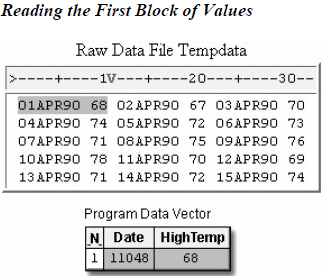 Reading the First Block of Values
Raw Data File Tempdata
>----+----1V---+----20---+----30--
01APR90 68 02APR90 67 03APR90 70
04APR90 74 05APR90 72 06APR90 73
07APR90 71 08APR90 75 09APR90 76
10APR90 78 11APR90 70 12APR90 69
13APR90 71 14APR90 72 15APR90 74
Program Data Vector
N Date HighTemp
1 11048 68